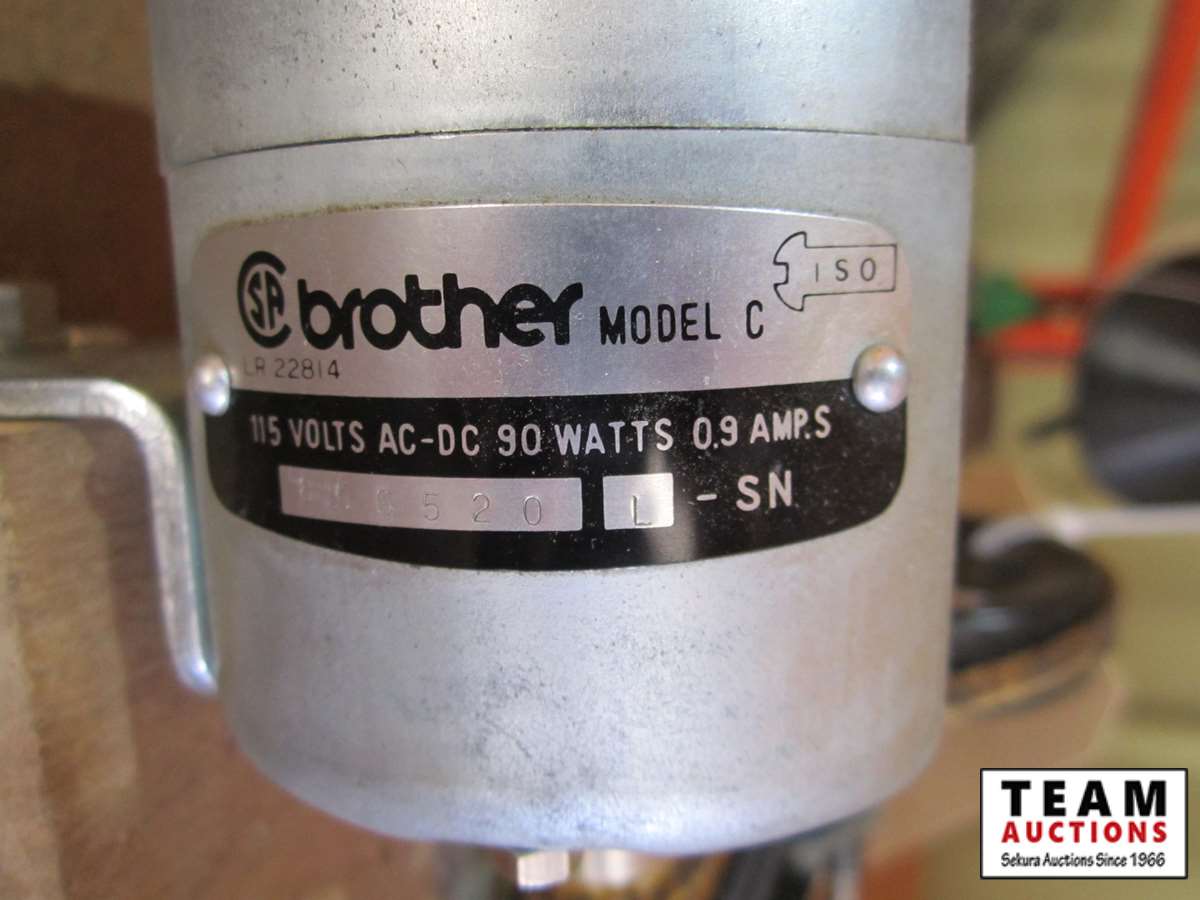 CSA brother MODEL C ISO
LR 22814
115 VOLTS AC-DC 90 WATTS 0.9 AMP.S
L - SN
TEAM
AUCTIONS
Sekura Auctions Since 1966